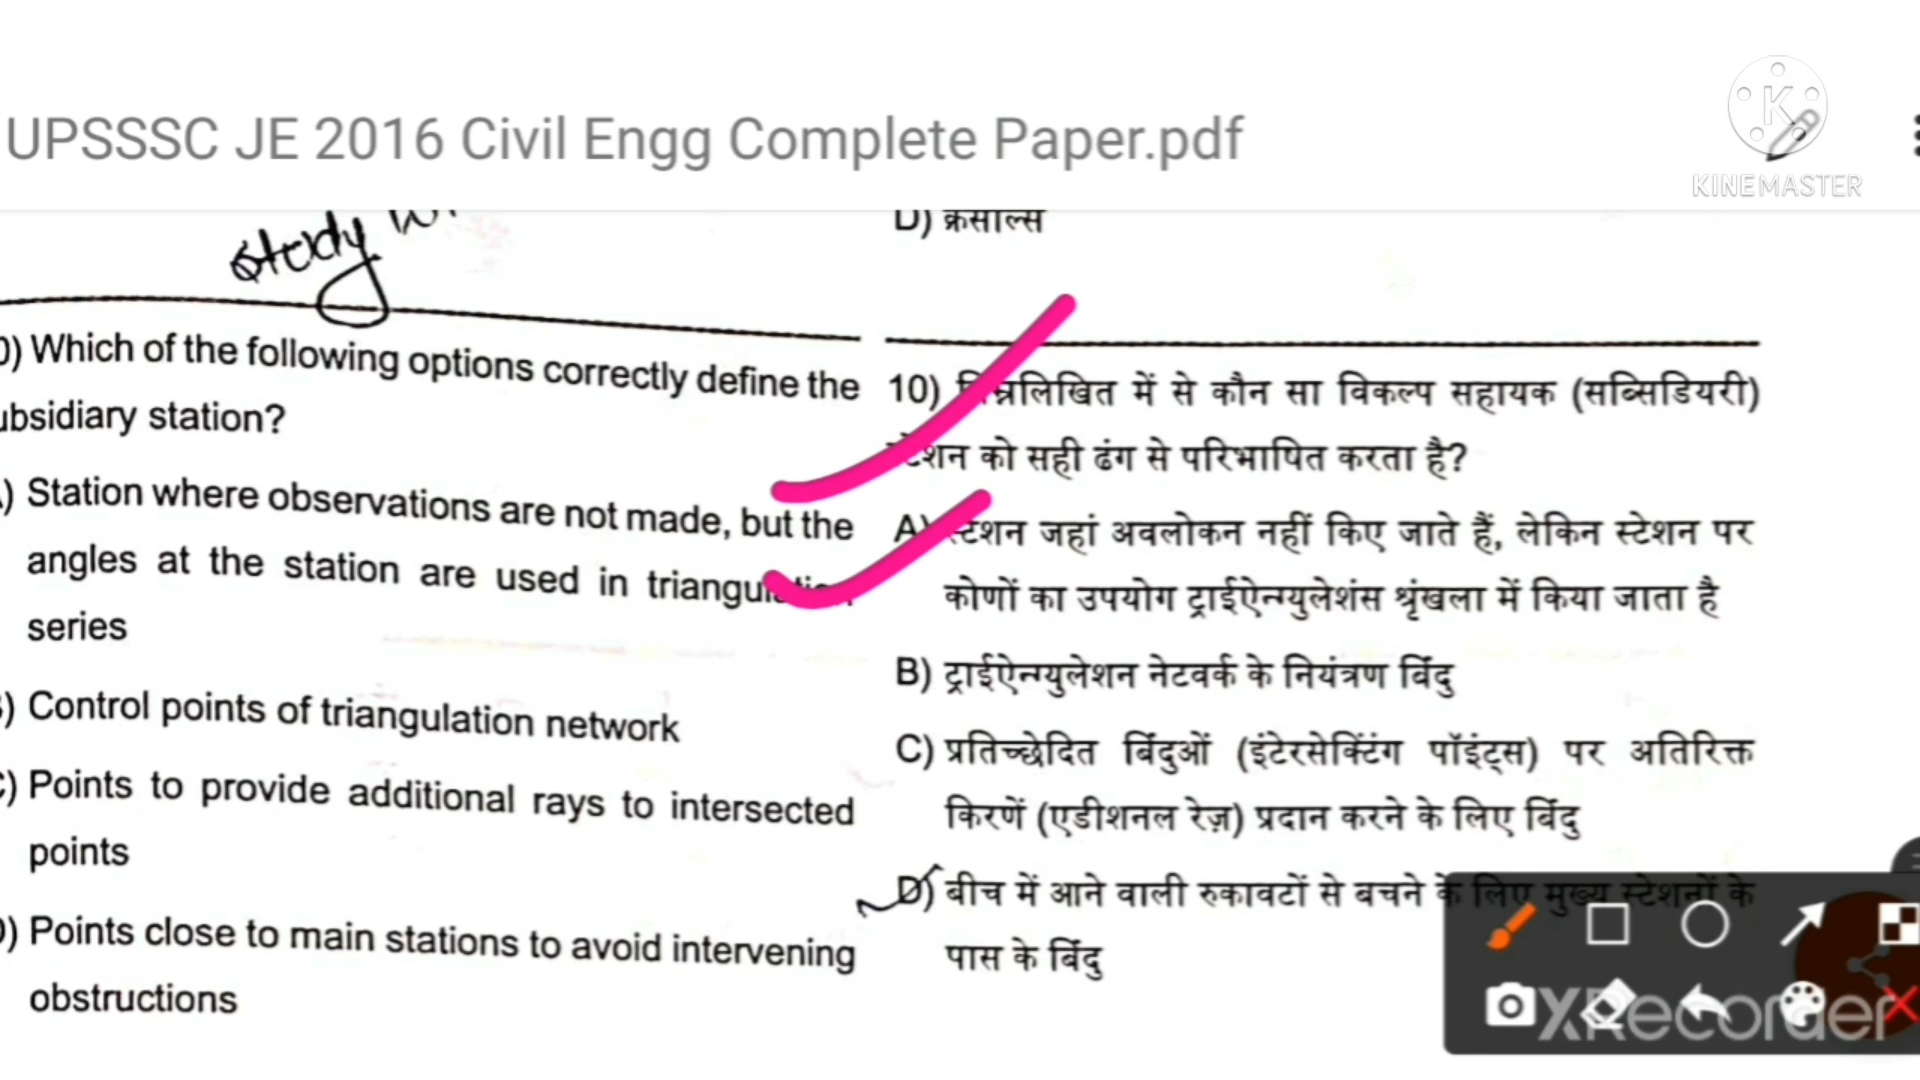 UPSSSC JE 2016 Civil Engg Complete Paper.pdf
KINEMASTER
study
) Which of the following options correctly define the
ubsidiary station?
) Station where observations are not made, but the
angles at the station are used in triangulation
series
) Control points of triangulation network
) Points to provide additional rays to intersected
points
) Points close to main stations to avoid intervening
obstructions
D) क्रसाल्स
10) निम्नलिखित में से कौन सा विकल्प सहायक (सब्सिडियरी)
स्टेशन को सही ढंग से परिभाषित करता है?
A) स्टेशन जहां अवलोकन नहीं किए जाते हैं, लेकिन स्टेशन पर
कोणों का उपयोग ट्राईऐन्ग्युलेशंस श्रृंखला में किया जाता है
B) ट्राईऐन्ग्युलेशन नेटवर्क के नियंत्रण बिंदु
C) प्रतिच्छेदित बिंदुओं (इंटेरसेक्टिंग पॉइंट्स) पर अतिरिक्त
किरणें (एडीशनल रेज़) प्रदान करने के लिए बिंदु
D) बीच में आने वाली रुकावटों से बचने के लिए मुख्य स्टेशनों के
पास के बिंदु
XRecorder